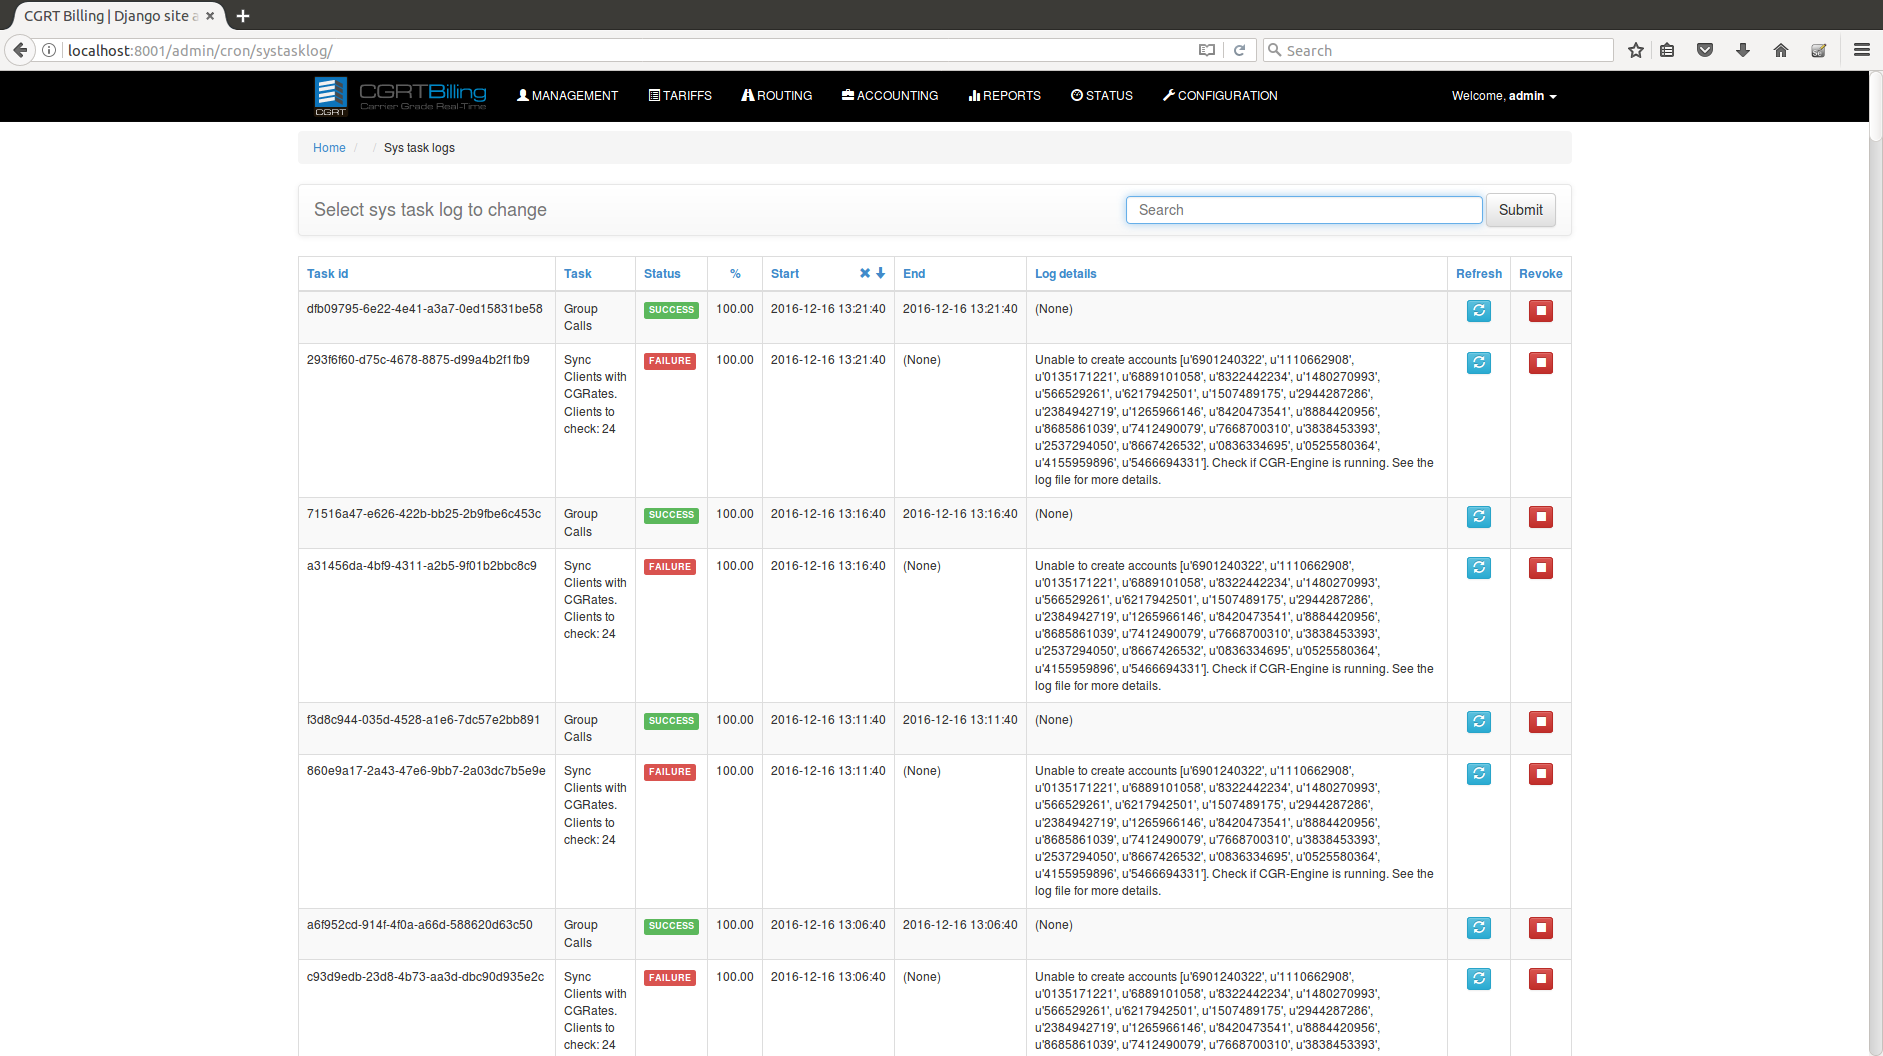 CGRT Billing | Django site a
localhost:8001/admin/cron/systasklog/
Search
CGRT
CGRTBilling
Carrier Grade Real-Time
MANAGEMENT
TARIFFS
ROUTING
ACCOUNTING
REPORTS
STATUS
CONFIGURATION
Welcome, admin
Home / / Sys task logs
Select sys task log to change
Search
Submit
Task id Task Status % Start End Log details Refresh Revoke
dfb09795-6e22-4e41-a3a7-0ed15831be58
Group
Calls
SUCCESS
100.00
2016-12-16 13:21:40
2016-12-16 13:21:40
(None)
293f6f60-d75c-4678-8875-d99a4b2f1fb9
Sync
Clients with
CGRates.
Clients to
check: 24
FAILURE
100.00
2016-12-16 13:21:40
(None)
Unable to create accounts [u'6901240322', u'1110662908',
u'0135171221', u'6889101058', u'8322442234', u'1480270993',
u'566529261', u'6217942501', u'1507489175', u'2944287286',
u'2384942719', u'1265966146', u'8420473541', u'8884420956',
u'8685861039', u'7412490079', u'7668700310', u'3838453393',
u'2537294050', u'8667426532', u'0836334695', u'0525580364',
u'4155959896', u'5466694331']. Check if CGR-Engine is running. See the
log file for more details.
71516a47-e626-422b-bb25-2b9fbe6c453c
Group
Calls
SUCCESS
100.00
2016-12-16 13:16:40
2016-12-16 13:16:40
(None)
a31456da-4bf9-4311-a2b5-9f01b2bbc8c9
Sync
Clients with
CGRates.
Clients to
check: 24
FAILURE
100.00
2016-12-16 13:16:40
(None)
Unable to create accounts [u'6901240322', u'1110662908',
u'0135171221', u'6889101058', u'8322442234', u'1480270993',
u'566529261', u'6217942501', u'1507489175', u'2944287286',
u'2384942719', u'1265966146', u'8420473541', u'8884420956',
u'8685861039', u'7412490079', u'7668700310', u'3838453393',
u'2537294050', u'8667426532', u'0836334695', u'0525580364',
u'4155959896', u'5466694331']. Check if CGR-Engine is running. See the
log file for more details.
f3d8c944-035d-4528-a1e6-7dc57e2bb891
Group
Calls
SUCCESS
100.00
2016-12-16 13:11:40
2016-12-16 13:11:40
(None)
860e9a17-2a43-47e6-9bb7-2a03dc7b5e9e
Sync
Clients with
CGRates.
Clients to
check: 24
FAILURE
100.00
2016-12-16 13:11:40
(None)
Unable to create accounts [u'6901240322', u'1110662908',
u'0135171221', u'6889101058', u'8322442234', u'1480270993',
u'566529261', u'6217942501', u'1507489175', u'2944287286',
u'2384942719', u'1265966146', u'8420473541', u'8884420956',
u'8685861039', u'7412490079', u'7668700310', u'3838453393',
u'2537294050', u'8667426532', u'0836334695', u'0525580364',
u'4155959896', u'5466694331']. Check if CGR-Engine is running. See the
log file for more details.
a6f952cd-914f-4f0a-a66d-588620d63c50
Group
Calls
SUCCESS
100.00
2016-12-16 13:06:40
2016-12-16 13:06:40
(None)
c93d9edb-23d8-4b73-aa3d-dbc90d935e2c
Sync
Clients with
CGRates.
Clients to
check: 24
FAILURE
100.00
2016-12-16 13:06:40
(None)
Unable to create accounts [u'6901240322', u'1110662908',
u'0135171221', u'6889101058', u'8322442234', u'1480270993',
u'566529261', u'6217942501', u'1507489175', u'2944287286',
u'2384942719', u'1265966146', u'8420473541', u'8884420956',
u'8685861039', u'7412490079', u'7668700310', u'3838453393',